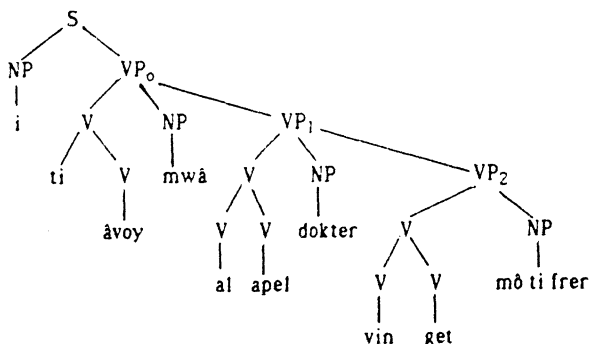 S
NP VP₀
i V NP VP₁
ti V mwâ V NP VP₂
âvoy V V dokter V NP
al apel V V mô ti frer
vin get